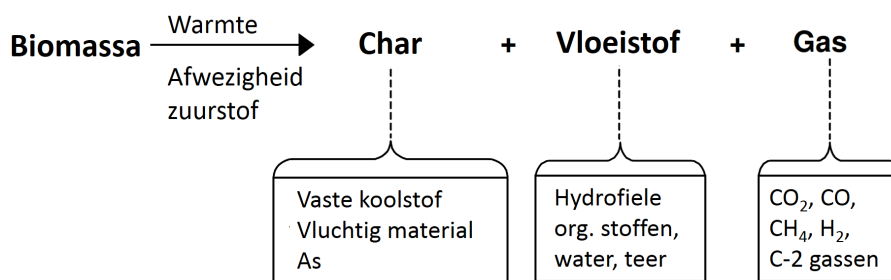 Biomassa
Warmte
Afwezigheid
zuurstof
Char + Vloeistof + Gas
Vaste koolstof
Vluchtig material
As
Hydrofiele
org. stoffen,
water, teer
CO₂, CO,
CH₄, H₂,
C-2 gassen